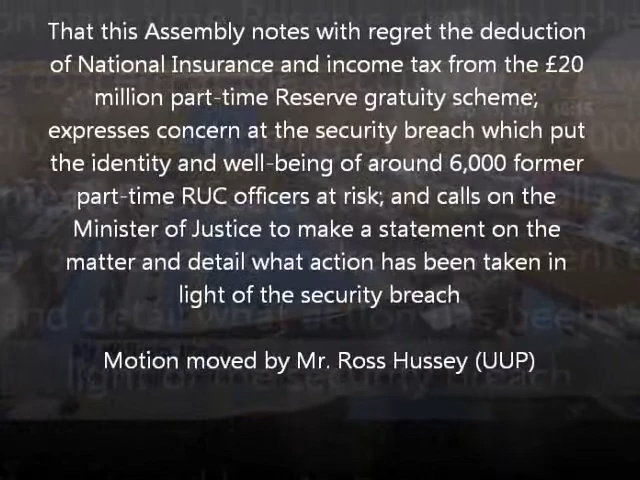 That this Assembly notes with regret the deduction
of National Insurance and income tax from the £20
million part-time Reserve gratuity scheme;
expresses concern at the security breach which put
the identity and well-being of around 6,000 former
part-time RUC officers at risk; and calls on the
Minister of Justice to make a statement on the
matter and detail what action has been taken in
light of the security breach
Motion moved by Mr. Ross Hussey (UUP)